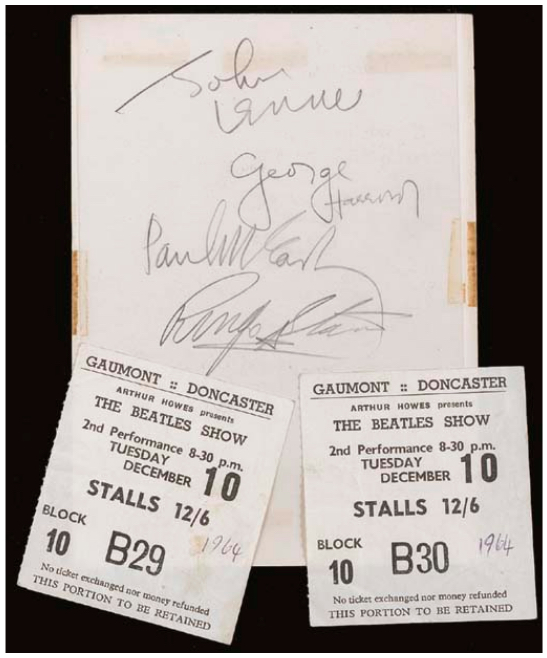 John
Lennon
George
Harrison
Paul McCartney
Ringo Starr
GAUMONT :: DONCASTER
ARTHUR HOWES presents
THE BEATLES SHOW
2nd Performance 8-30 p.m.
TUESDAY
DECEMBER 10
STALLS 12/6
BLOCK
10 B29 1964
No ticket exchanged nor money refunded
THIS PORTION TO BE RETAINED
GAUMONT :: DONCASTER
ARTHUR HOWES presents
THE BEATLES SHOW
2nd Performance 8-30 p.m.
TUESDAY
DECEMBER 10
STALLS 12/6
BLOCK
10 B30 1964
No ticket exchanged nor money refunded
THIS PORTION TO BE RETAINED